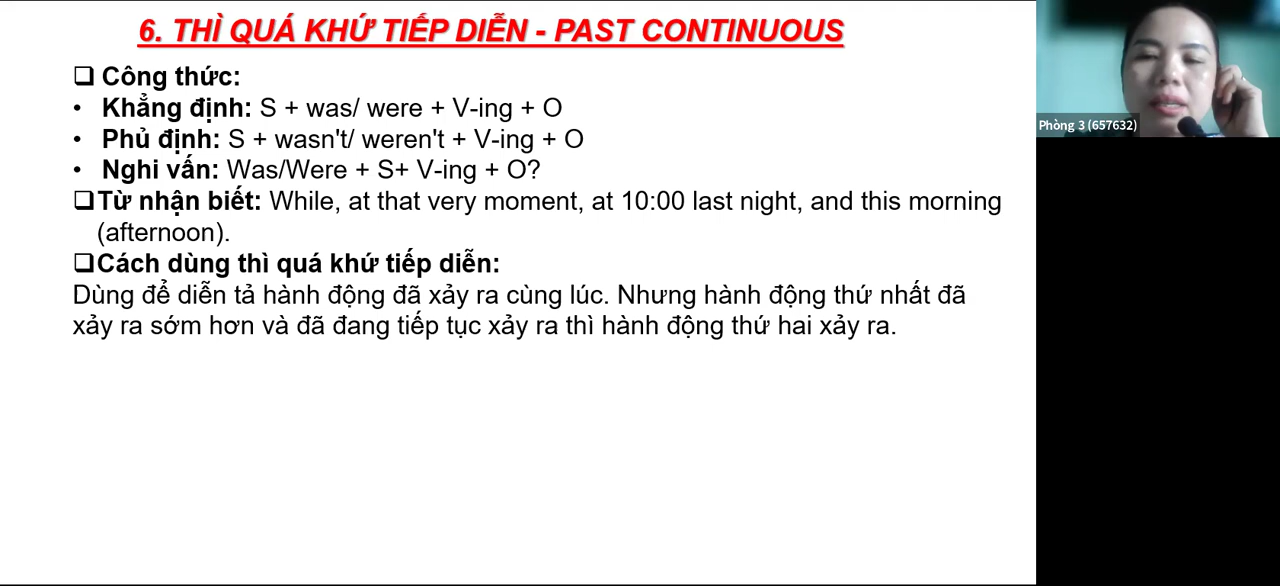 6. THÌ QUÁ KHỨ TIẾP DIỄN - PAST CONTINUOUS
❑ Công thức:
• Khẳng định: S + was/ were + V-ing + O
• Phủ định: S + wasn't/ weren't + V-ing + O
• Nghi vấn: Was/Were + S+ V-ing + O?
❑Từ nhận biết: While, at that very moment, at 10:00 last night, and this morning
(afternoon).
❑Cách dùng thì quá khứ tiếp diễn:
Dùng để diễn tả hành động đã xảy ra cùng lúc. Nhưng hành động thứ nhất đã
xảy ra sớm hơn và đã đang tiếp tục xảy ra thì hành động thứ hai xảy ra.
Phòng 3 (657632)